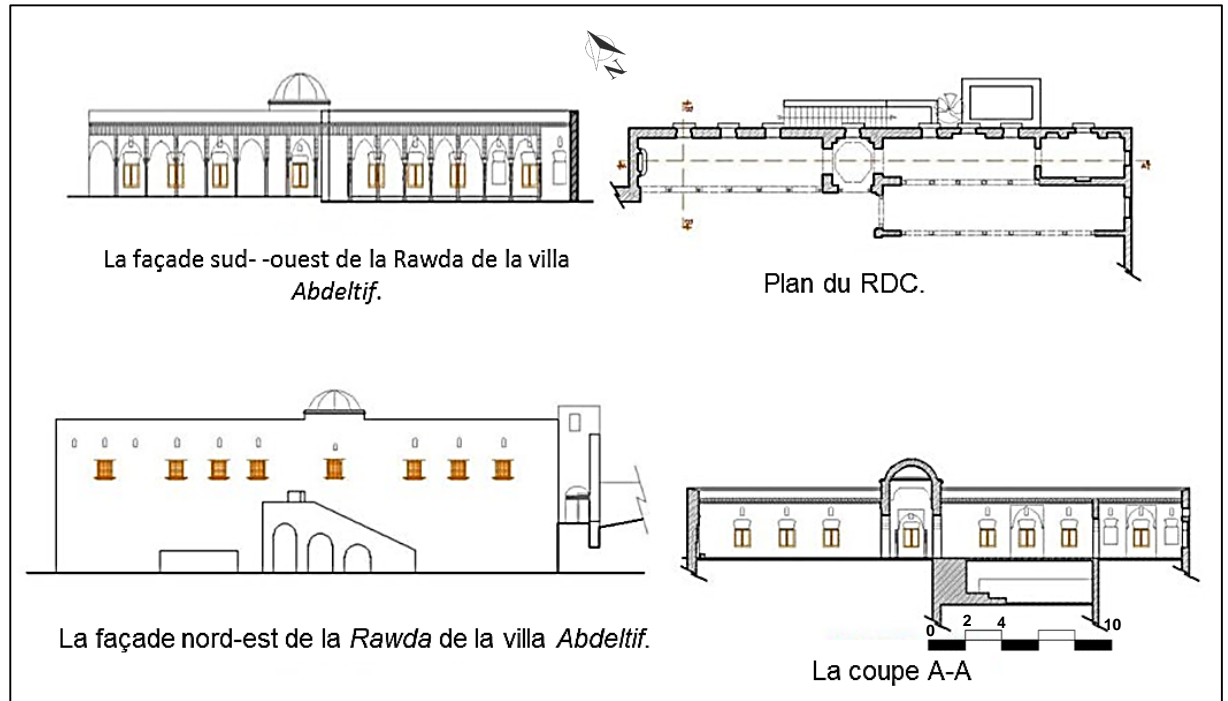 N
La façade sud- -ouest de la Rawda de la villa
Abdeltif.
Plan du RDC.
La façade nord-est de la Rawda de la villa Abdeltif.
0 2 4 10
La coupe A-A